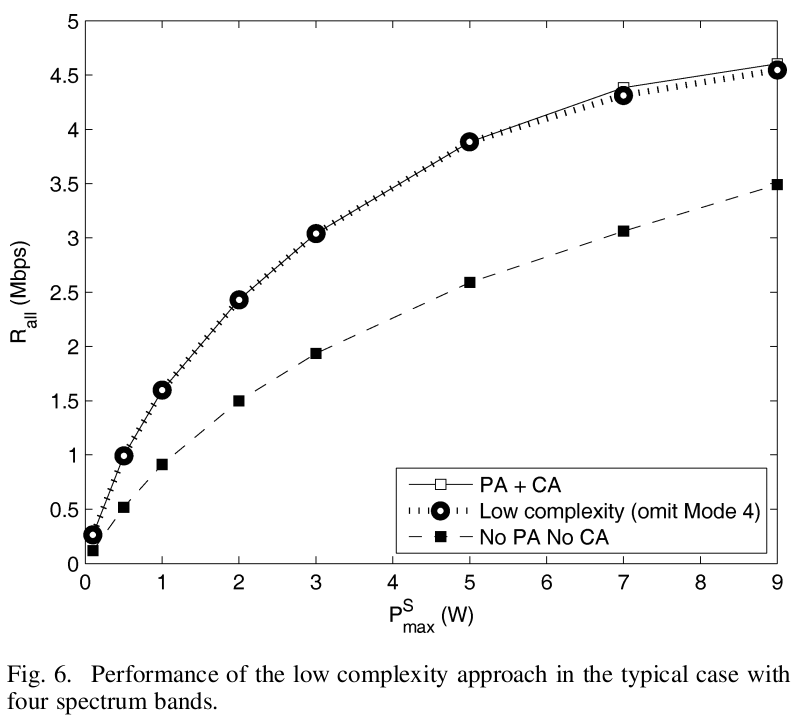 5
4.5
4
3.5
3
2.5
2
1.5
1
0.5
0
R_all (Mbps)
PA + CA
Low complexity (omit Mode 4)
No PA No CA
0 1 2 3 4 5 6 7 8 9
P^S_max (W)
Fig. 6. Performance of the low complexity approach in the typical case with
four spectrum bands.